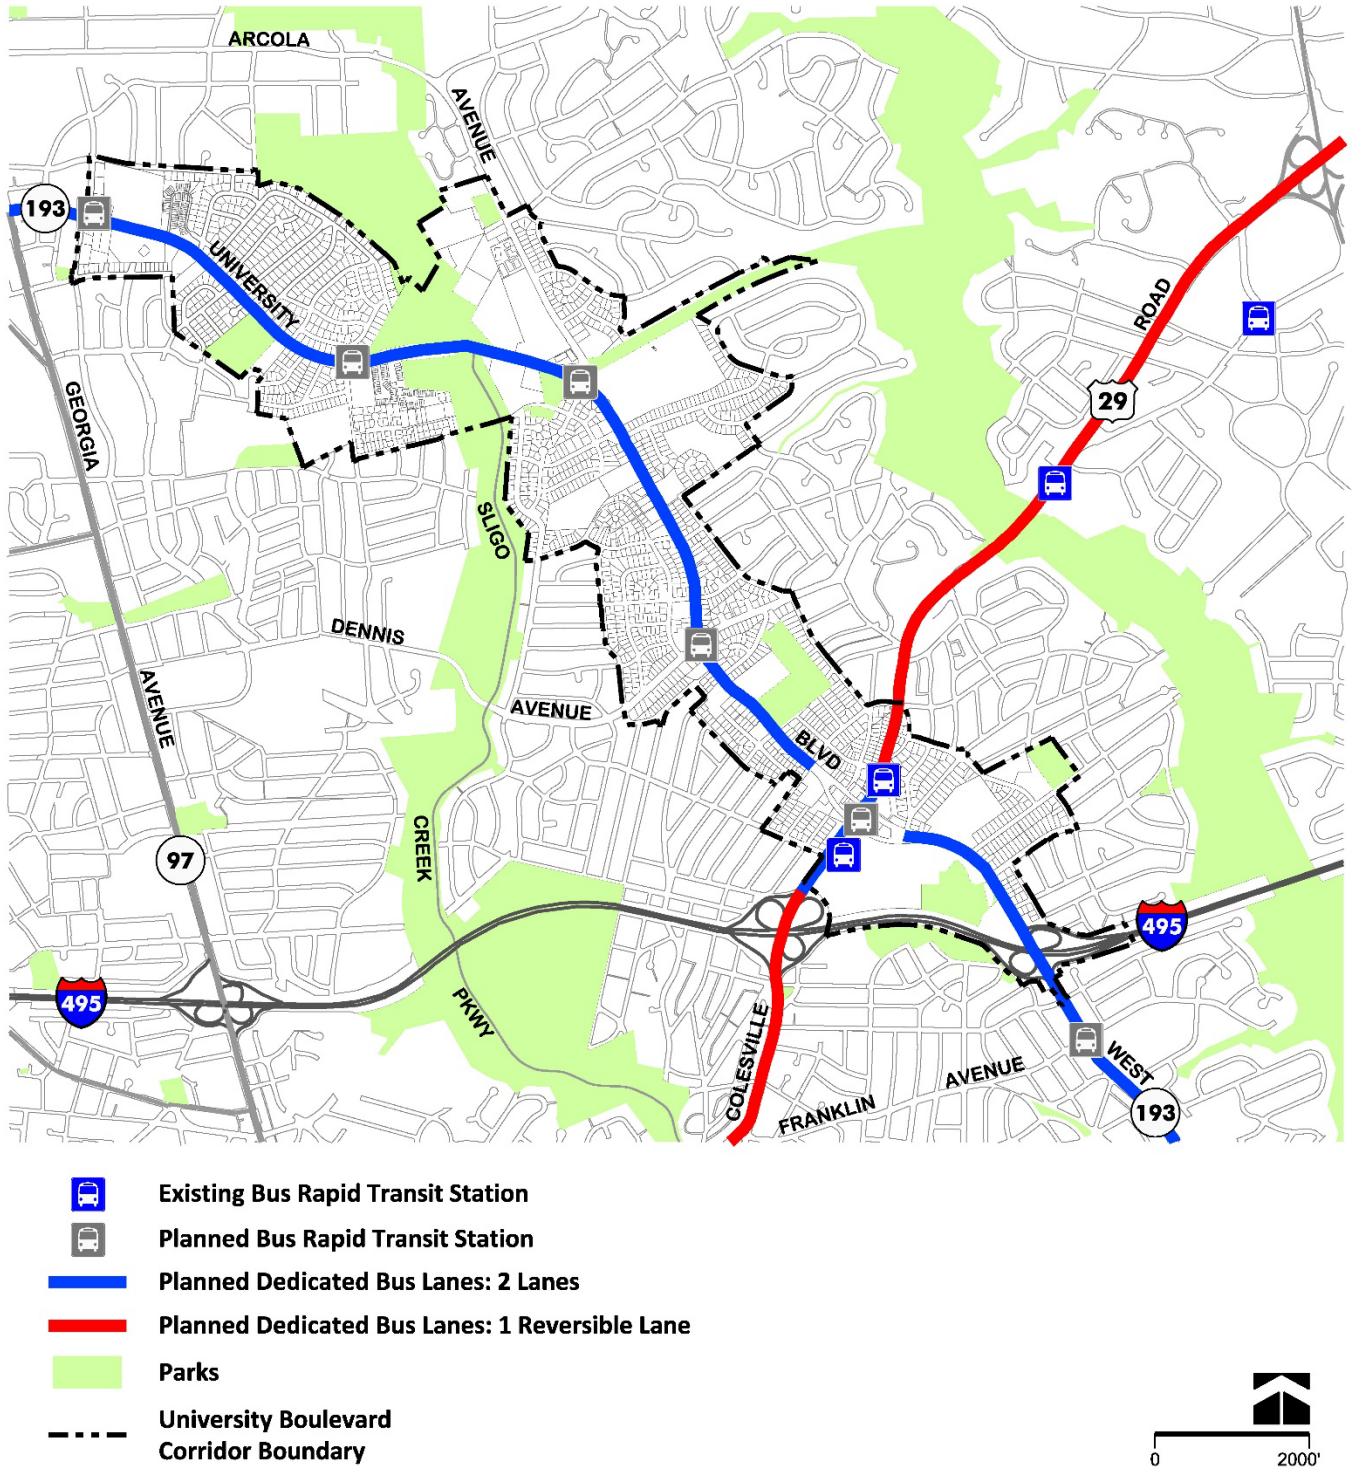 ARCOLA
AVENUE
193
UNIVERSITY
ROAD
29
GEORGIA
SLIGO
DENNIS
AVENUE
AVENUE
BLVD
CREEK
97
495
495
PKWY
COLESVILLE
WEST
AVENUE
FRANKLIN
193
Existing Bus Rapid Transit Station
Planned Bus Rapid Transit Station
Planned Dedicated Bus Lanes: 2 Lanes
Planned Dedicated Bus Lanes: 1 Reversible Lane
Parks
University Boulevard
Corridor Boundary
0 2000'